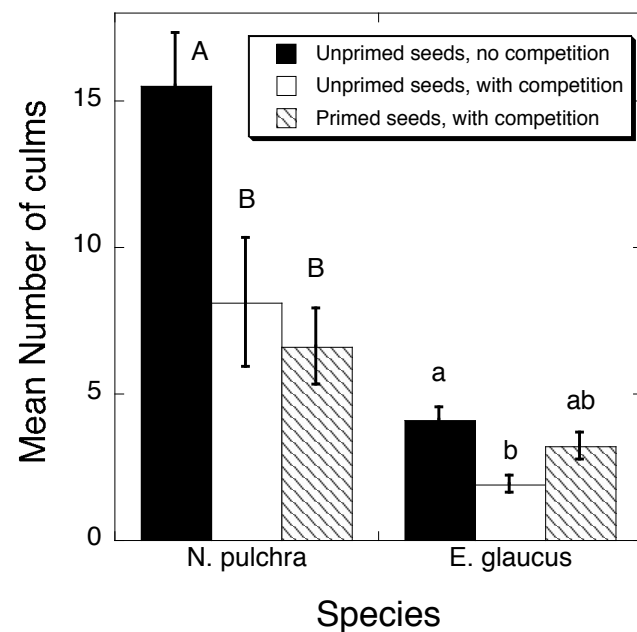 A
Unprimed seeds, no competition
Unprimed seeds, with competition
Primed seeds, with competition
15
B
10
B
Mean Number of culms
5
a
ab
b
0
N. pulchra
E. glaucus
Species